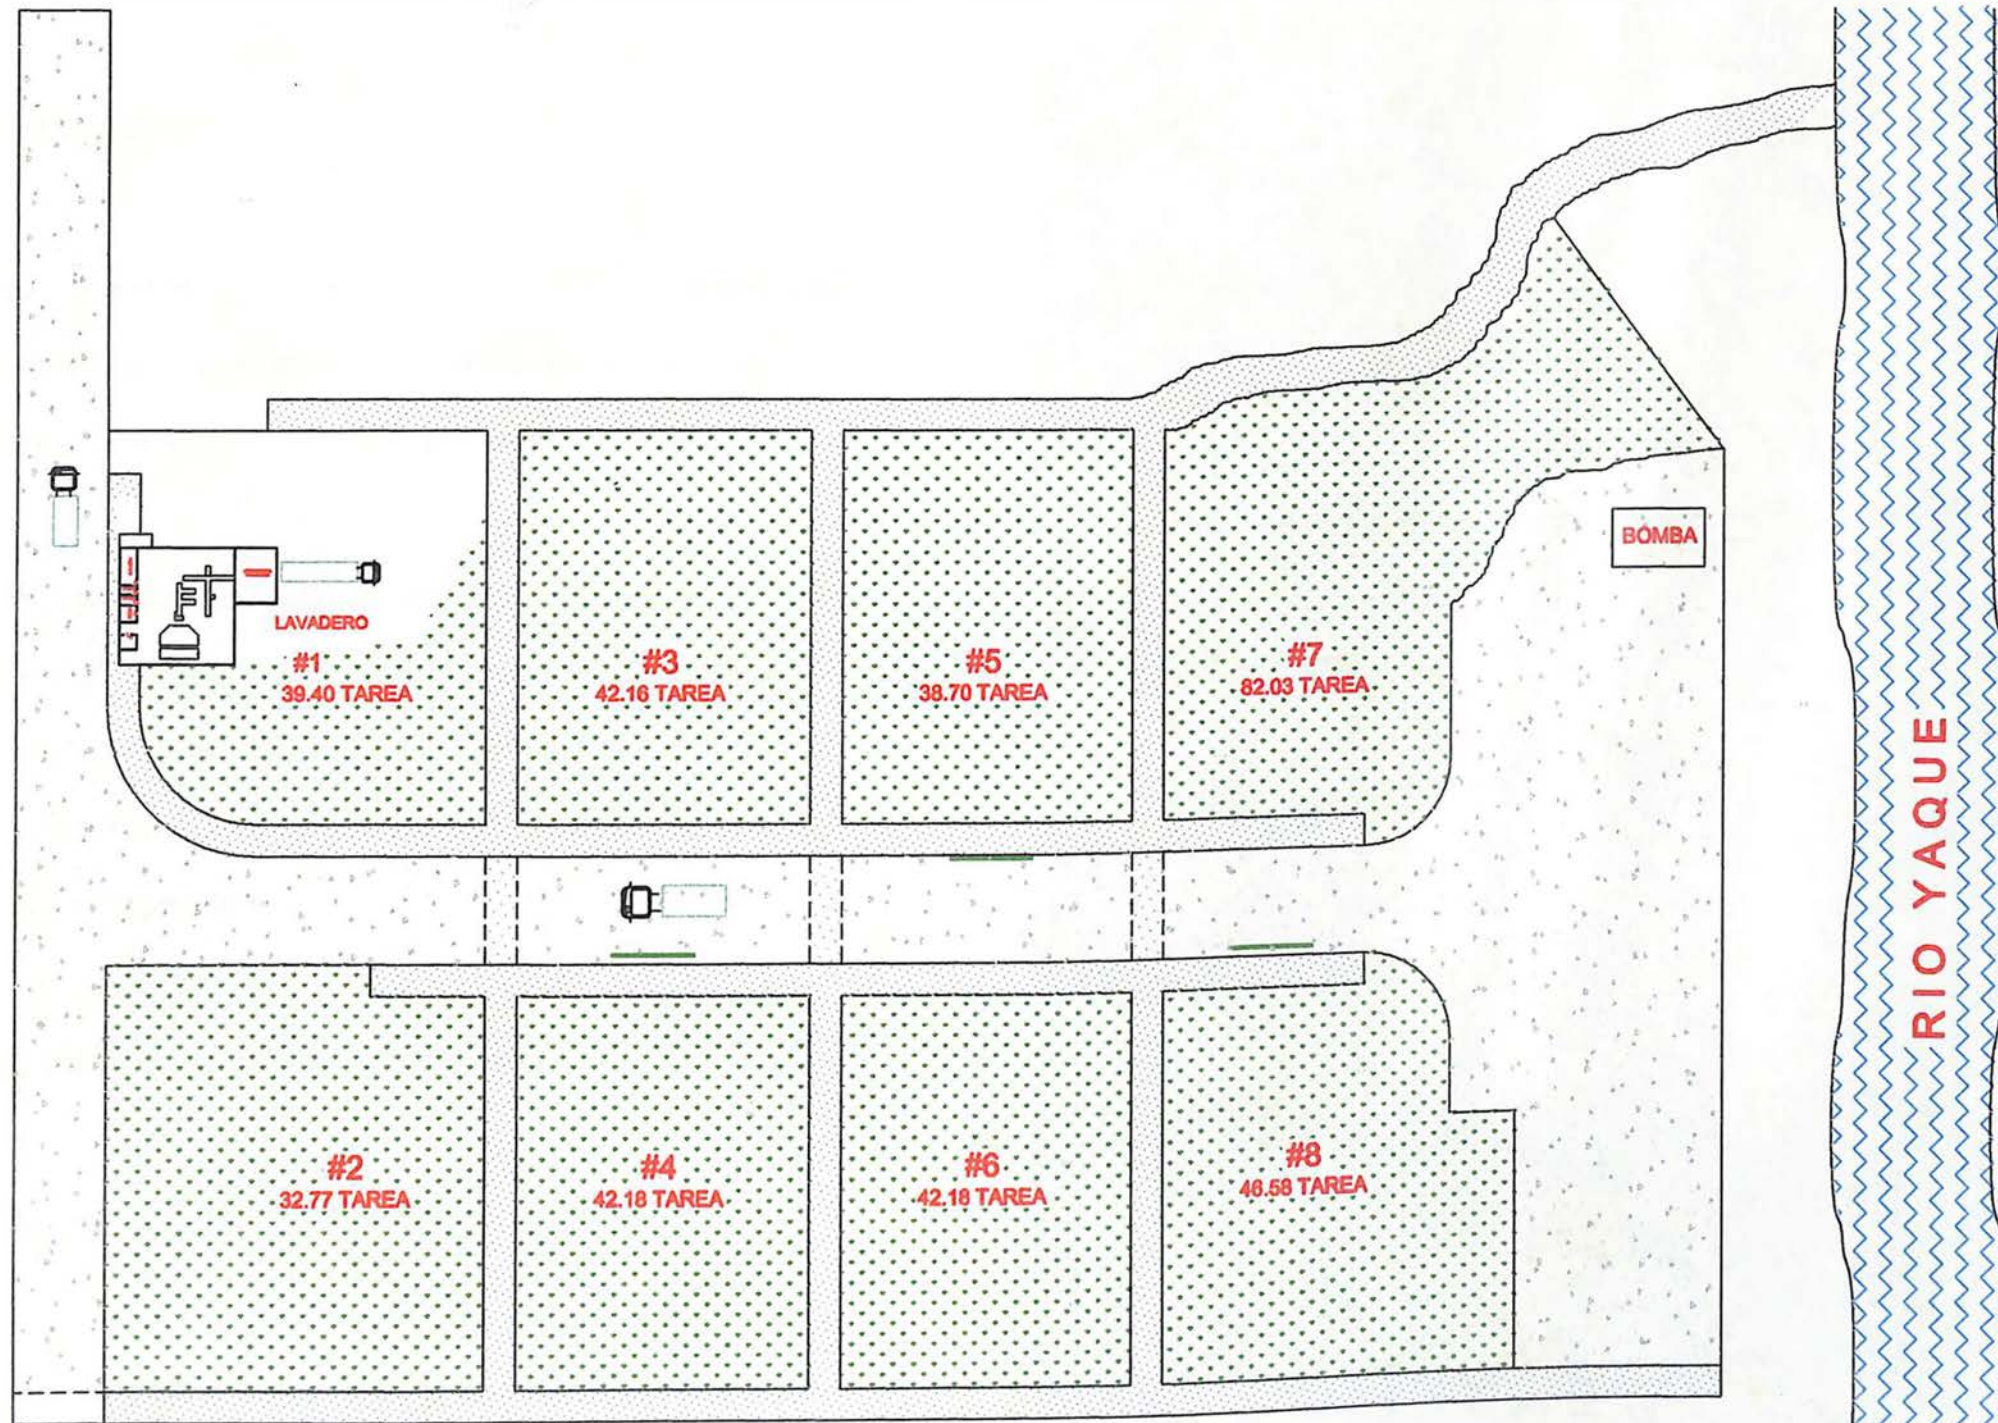 BOMBA
LAVADERO
#1
39.40 TAREA
#3
42.16 TAREA
#5
38.70 TAREA
#7
82.03 TAREA
RIO YAQUE
#2
32.77 TAREA
#4
42.18 TAREA
#6
42.18 TAREA
#8
46.58 TAREA